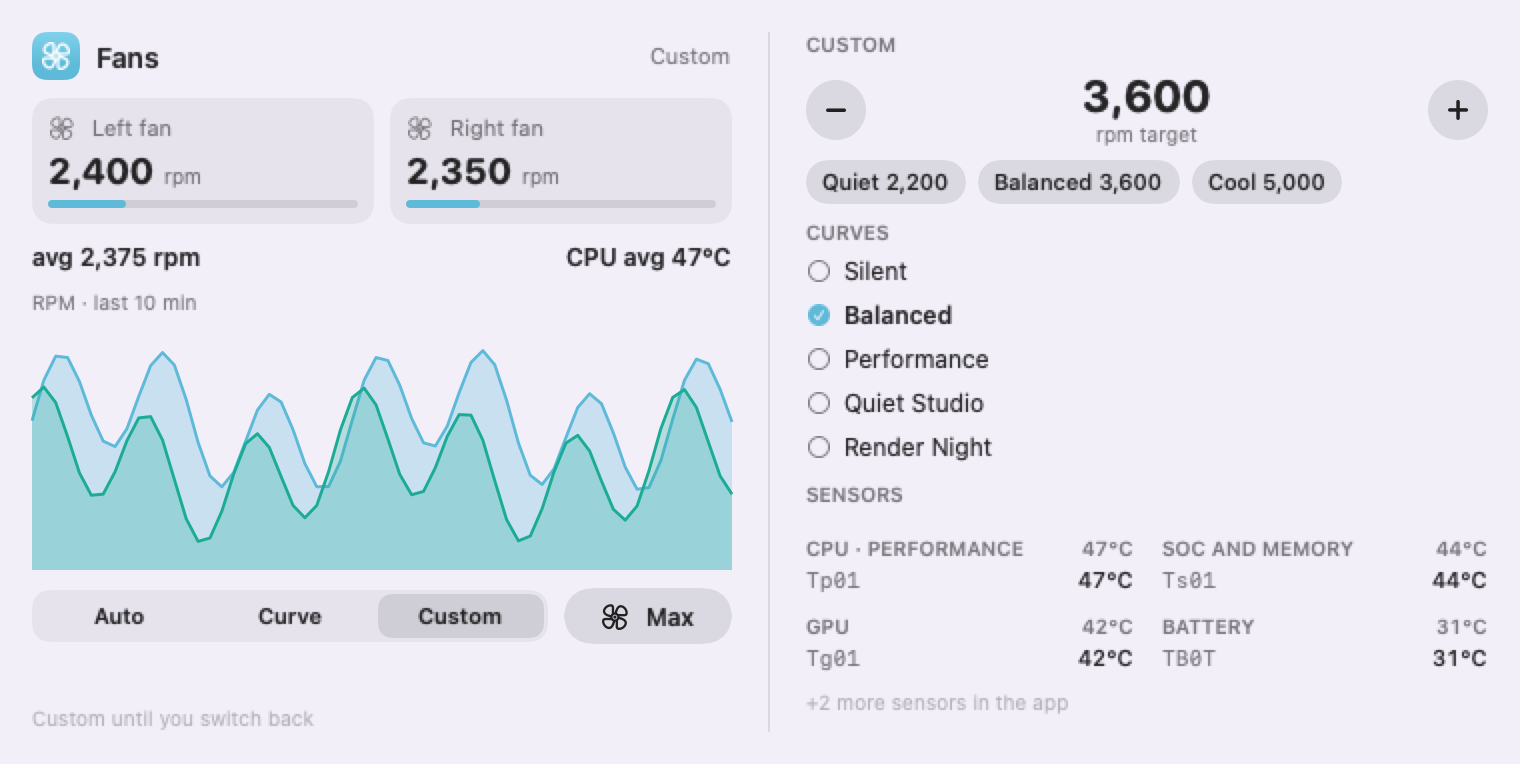 Fans
Custom
Left fan
2,400 rpm
Right fan
2,350 rpm
avg 2,375 rpm
CPU avg 47°C
RPM · last 10 min
Auto
Curve
Custom
Max
Custom until you switch back
CUSTOM
3,600
rpm target
Quiet 2,200
Balanced 3,600
Cool 5,000
CURVES
Silent
Balanced
Performance
Quiet Studio
Render Night
SENSORS
CPU · PERFORMANCE 47°C
Tp01 47°C
SOC AND MEMORY 44°C
Ts01 44°C
GPU 42°C
Tg01 42°C
BATTERY 31°C
TB0T 31°C
+2 more sensors in the app